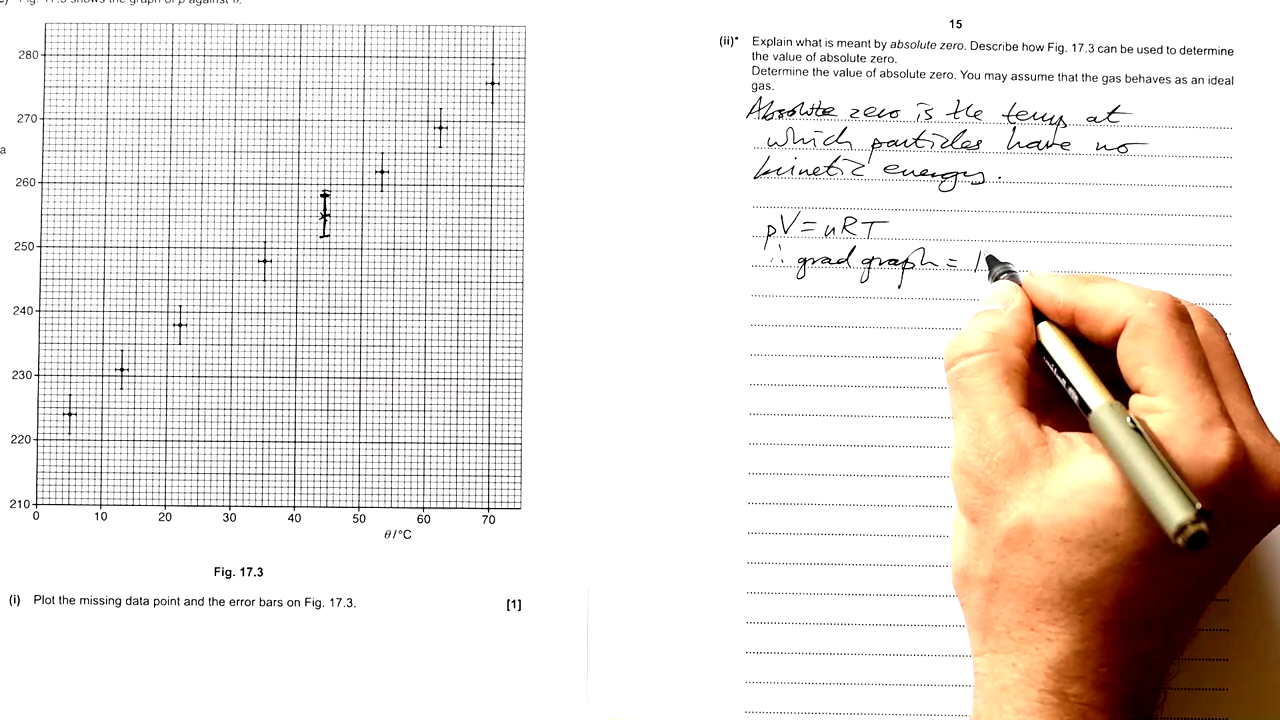 280
270
260
250
240
230
220
210
0 10 20 30 40 50 60 70
θ/°C
Fig. 17.3
(i) Plot the missing data point and the error bars on Fig. 17.3. [1]
15
(ii)* Explain what is meant by absolute zero. Describe how Fig. 17.3 can be used to determine
the value of absolute zero.
Determine the value of absolute zero. You may assume that the gas behaves as an ideal
gas.
Absolute zero is the temp at
which particles have no
kinetic energy.
pV = nRT
∴ grad graph =